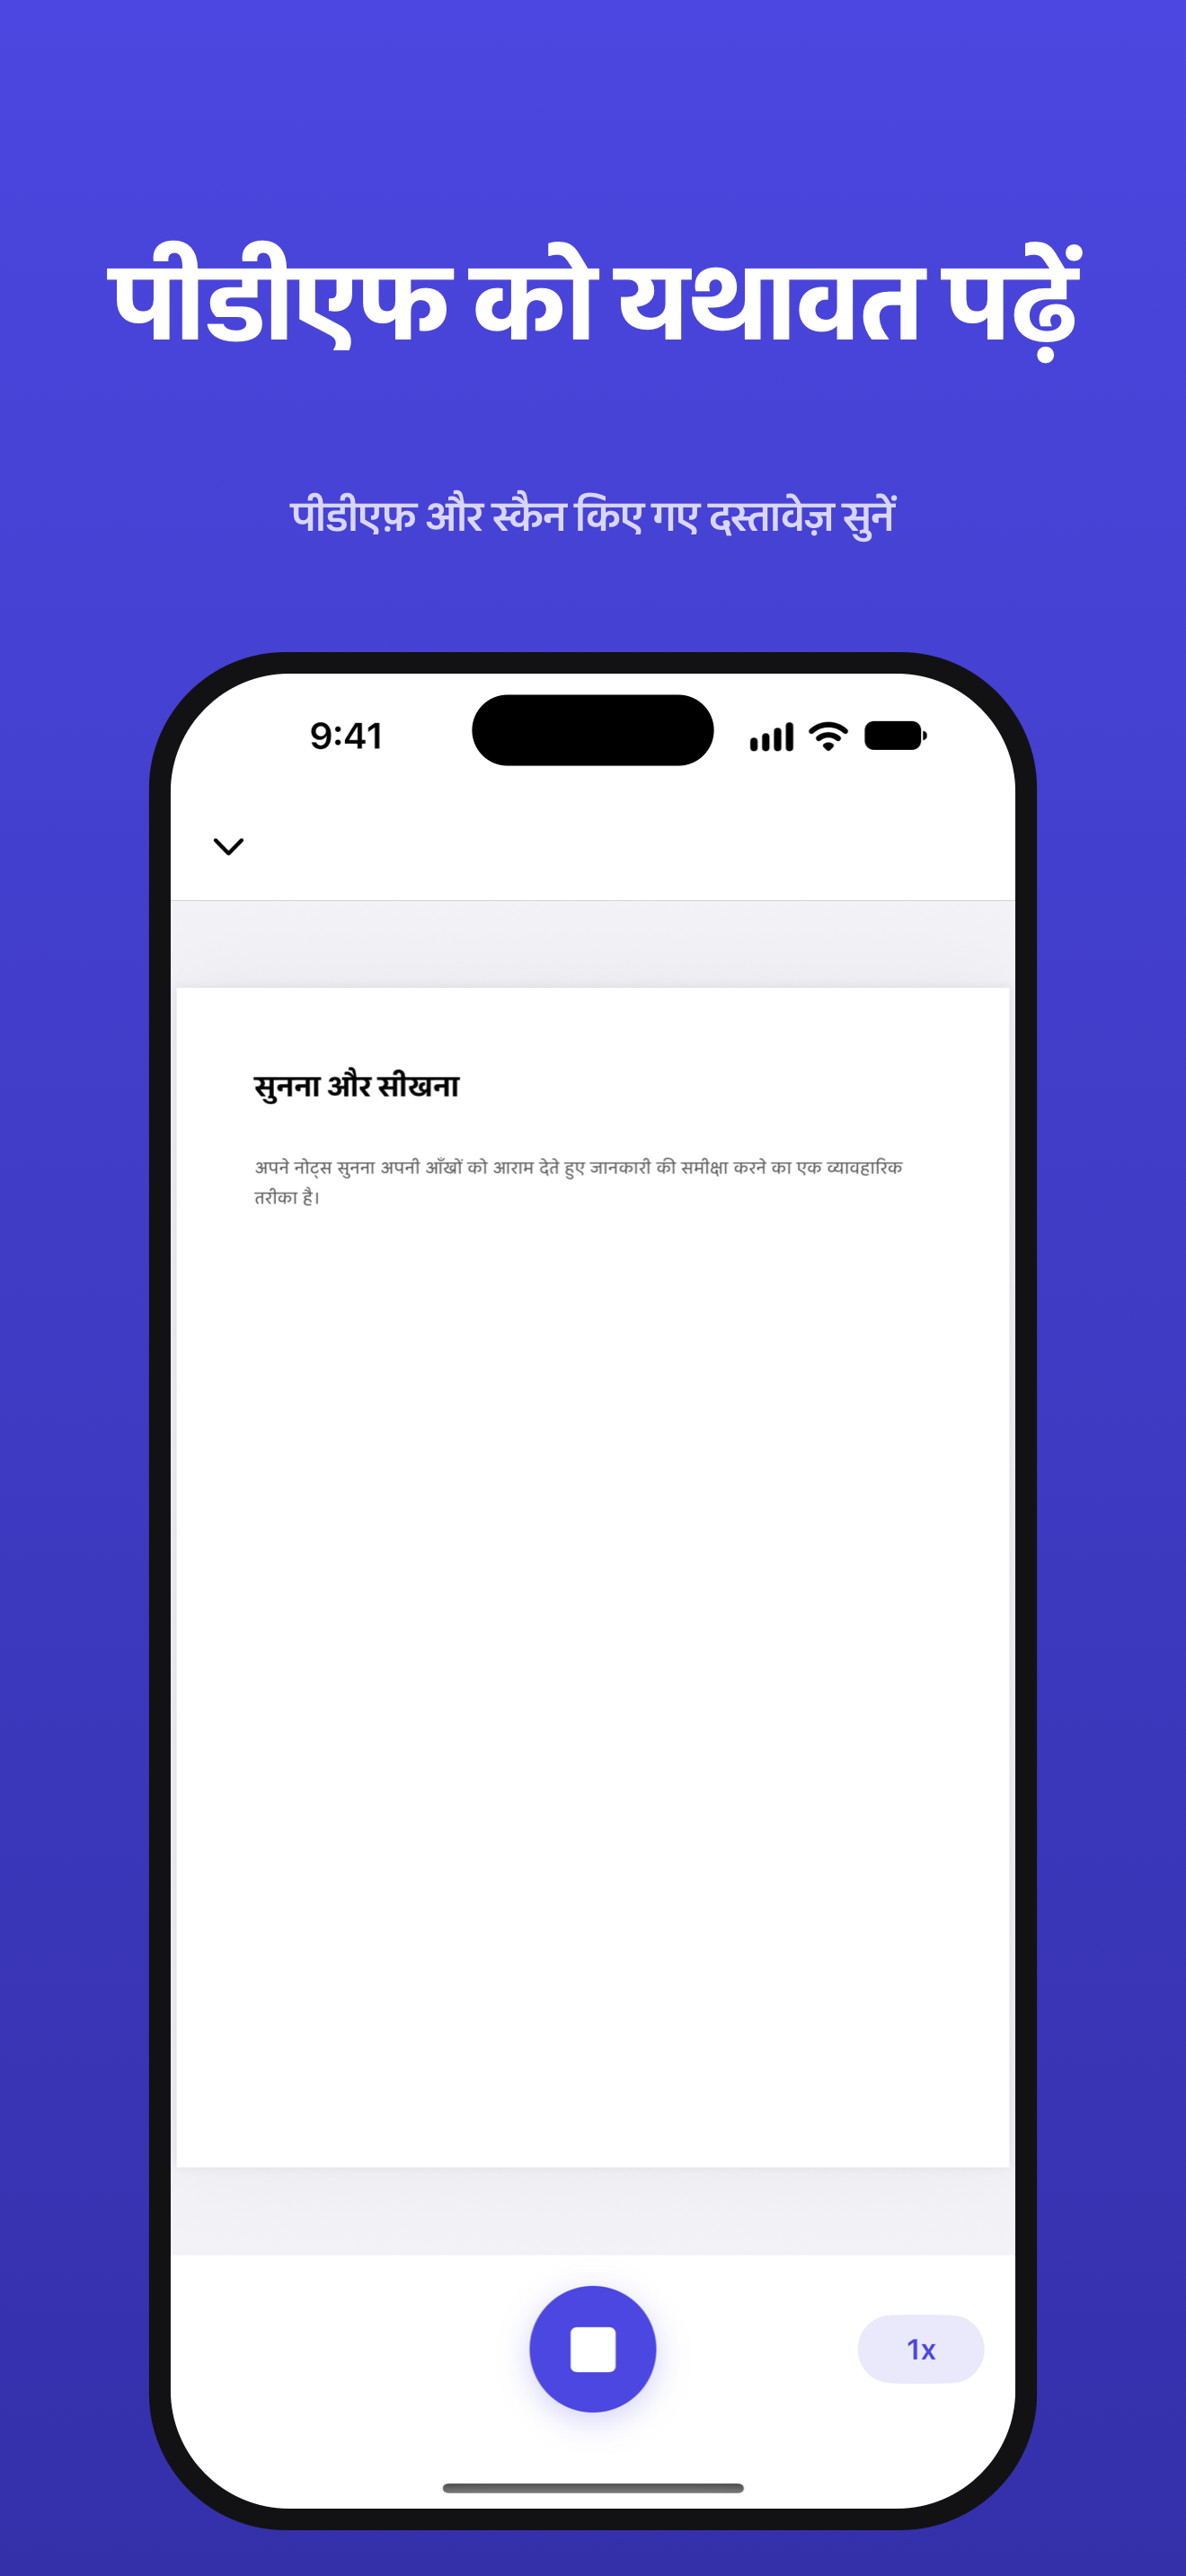 पीडीएफ को यथावत पढ़ें
पीडीएफ़ और स्कैन किए गए दस्तावेज़ सुनें
9:41
सुनना और सीखना
अपने नोट्स सुनना अपनी आँखों को आराम देते हुए जानकारी की समीक्षा करने का एक व्यावहारिक
तरीका है।
1x